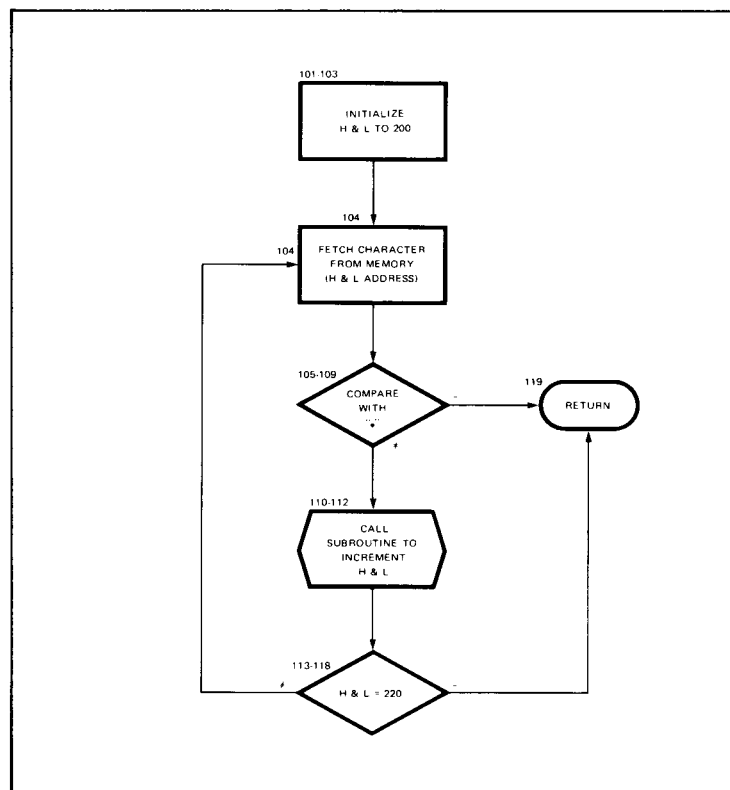 101-103
INITIALIZE
H & L TO 200
104
104
FETCH CHARACTER
FROM MEMORY
(H & L ADDRESS)
105-109
COMPARE
WITH
119
RETURN
≠
110-112
CALL
SUBROUTINE TO
INCREMENT
H & L
113-118
≠
H & L = 220